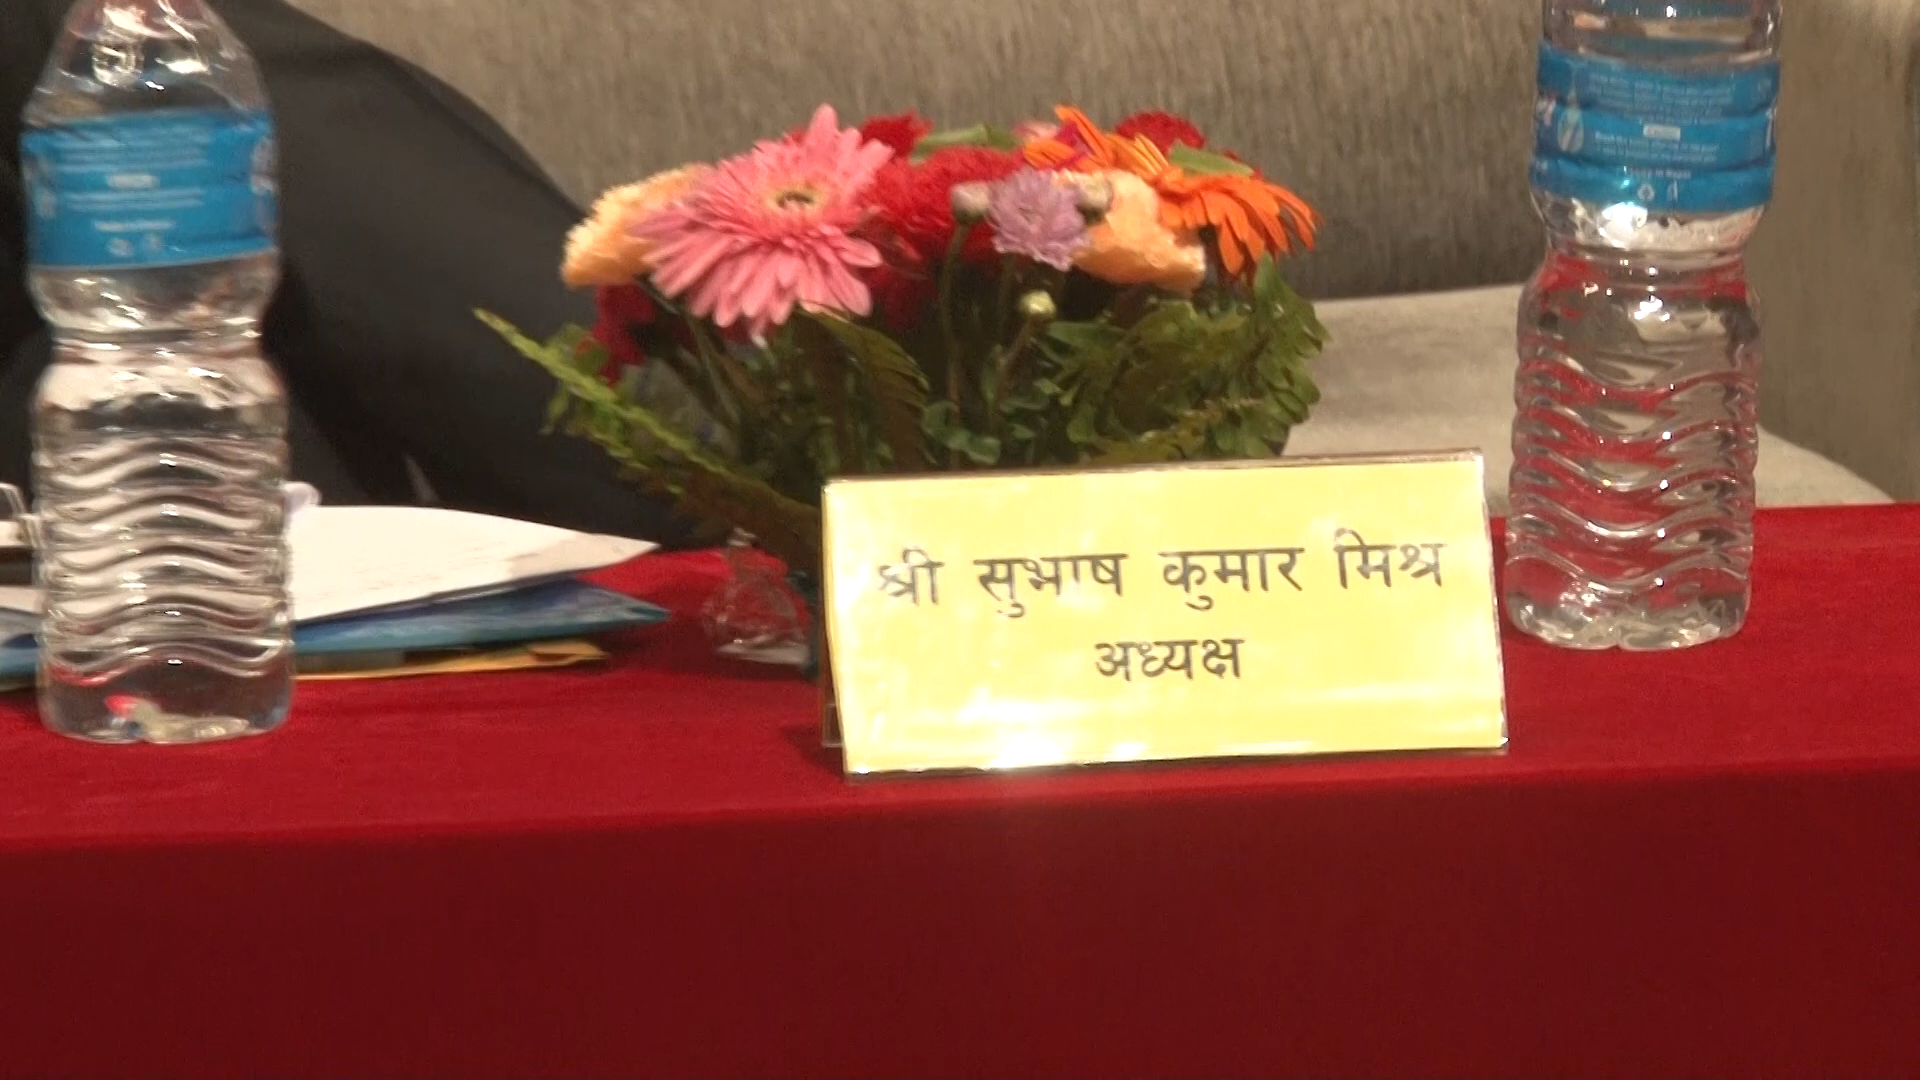 श्री सुभाष कुमार मिश्र
अध्यक्ष